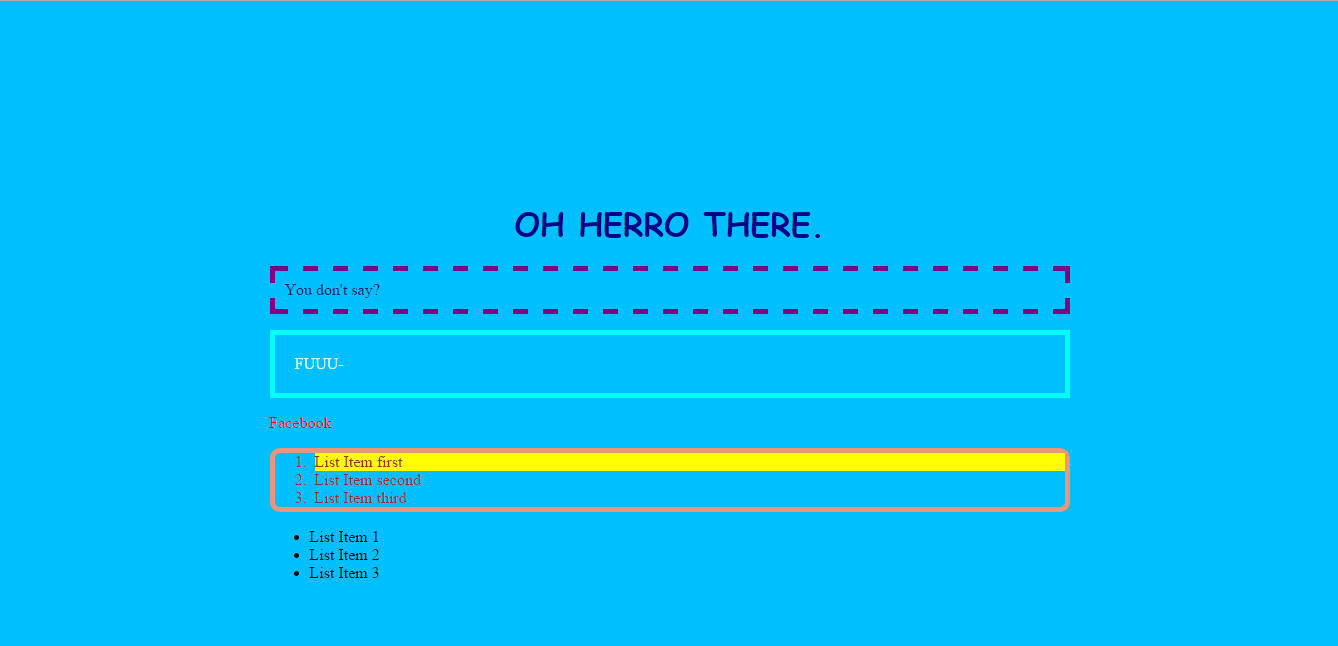 OH HERRO THERE.
You don't say?
FUUU-
Facebook
1. List Item first
2. List Item second
3. List Item third
• List Item 1
• List Item 2
• List Item 3